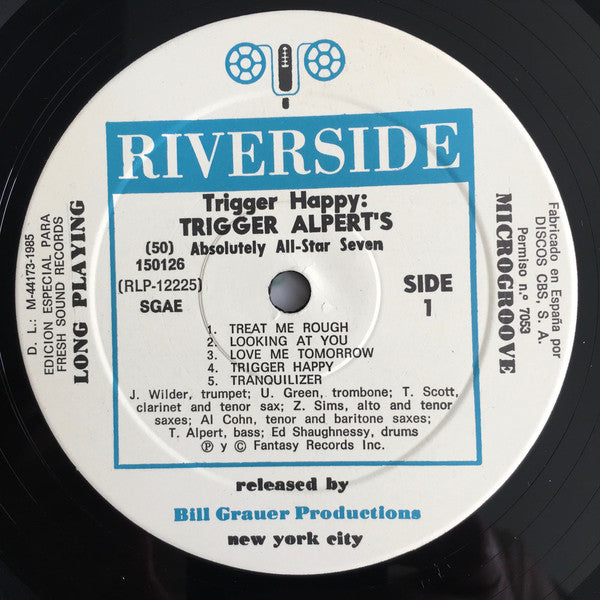 RIVERSIDE
Trigger Happy:
TRIGGER ALPERT'S
(50) Absolutely All-Star Seven
150126
(RLP-12225)
SGAE
SIDE
1
1. TREAT ME ROUGH
2. LOOKING AT YOU
3. LOVE ME TOMORROW
4. TRIGGER HAPPY
5. TRANQUILIZER
J. Wilder, trumpet; U. Green, trombone; T. Scott,
clarinet and tenor sax; Z. Sims, alto and tenor
saxes; Al Cohn, tenor and baritone saxes;
T. Alpert, bass; Ed Shaughnessy, drums
Ⓟ y © Fantasy Records Inc.
released by
Bill Grauer Productions
new york city
D. L.: M-44173-1985
EDICION ESPECIAL PARA
FRESH SOUND RECORDS
LONG PLAYING
MICROGROOVE
Permiso n.º 7053
DISCOS CBS, S. A.
Fabricado en España por